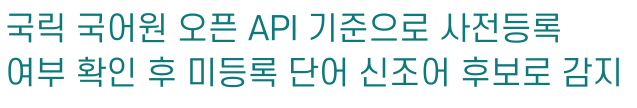 국릭 국어원 오픈 API 기준으로 사전등록
여부 확인 후 미등록 단어 신조어 후보로 감지